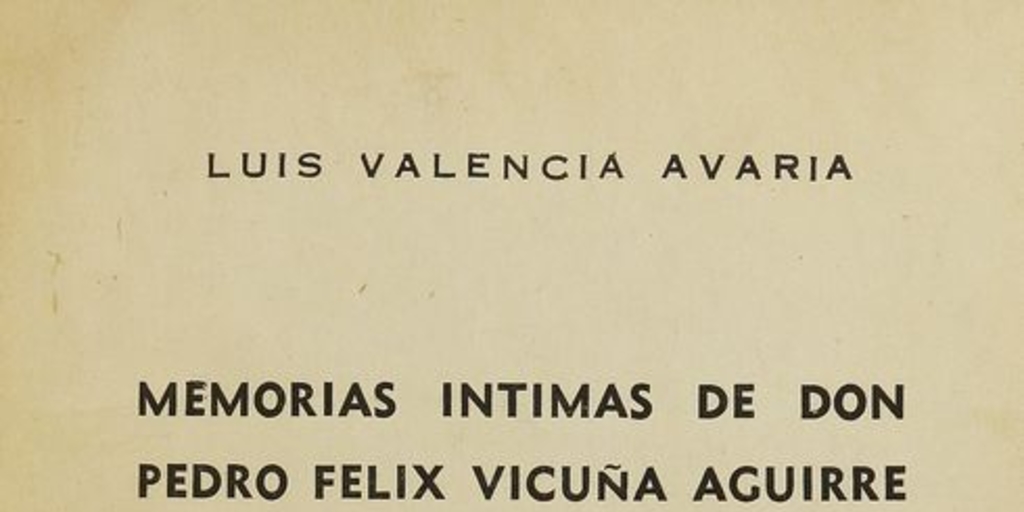 LUIS VALENCIA AVARIA
MEMORIAS INTIMAS DE DON
PEDRO FELIX VICUÑA AGUIRRE